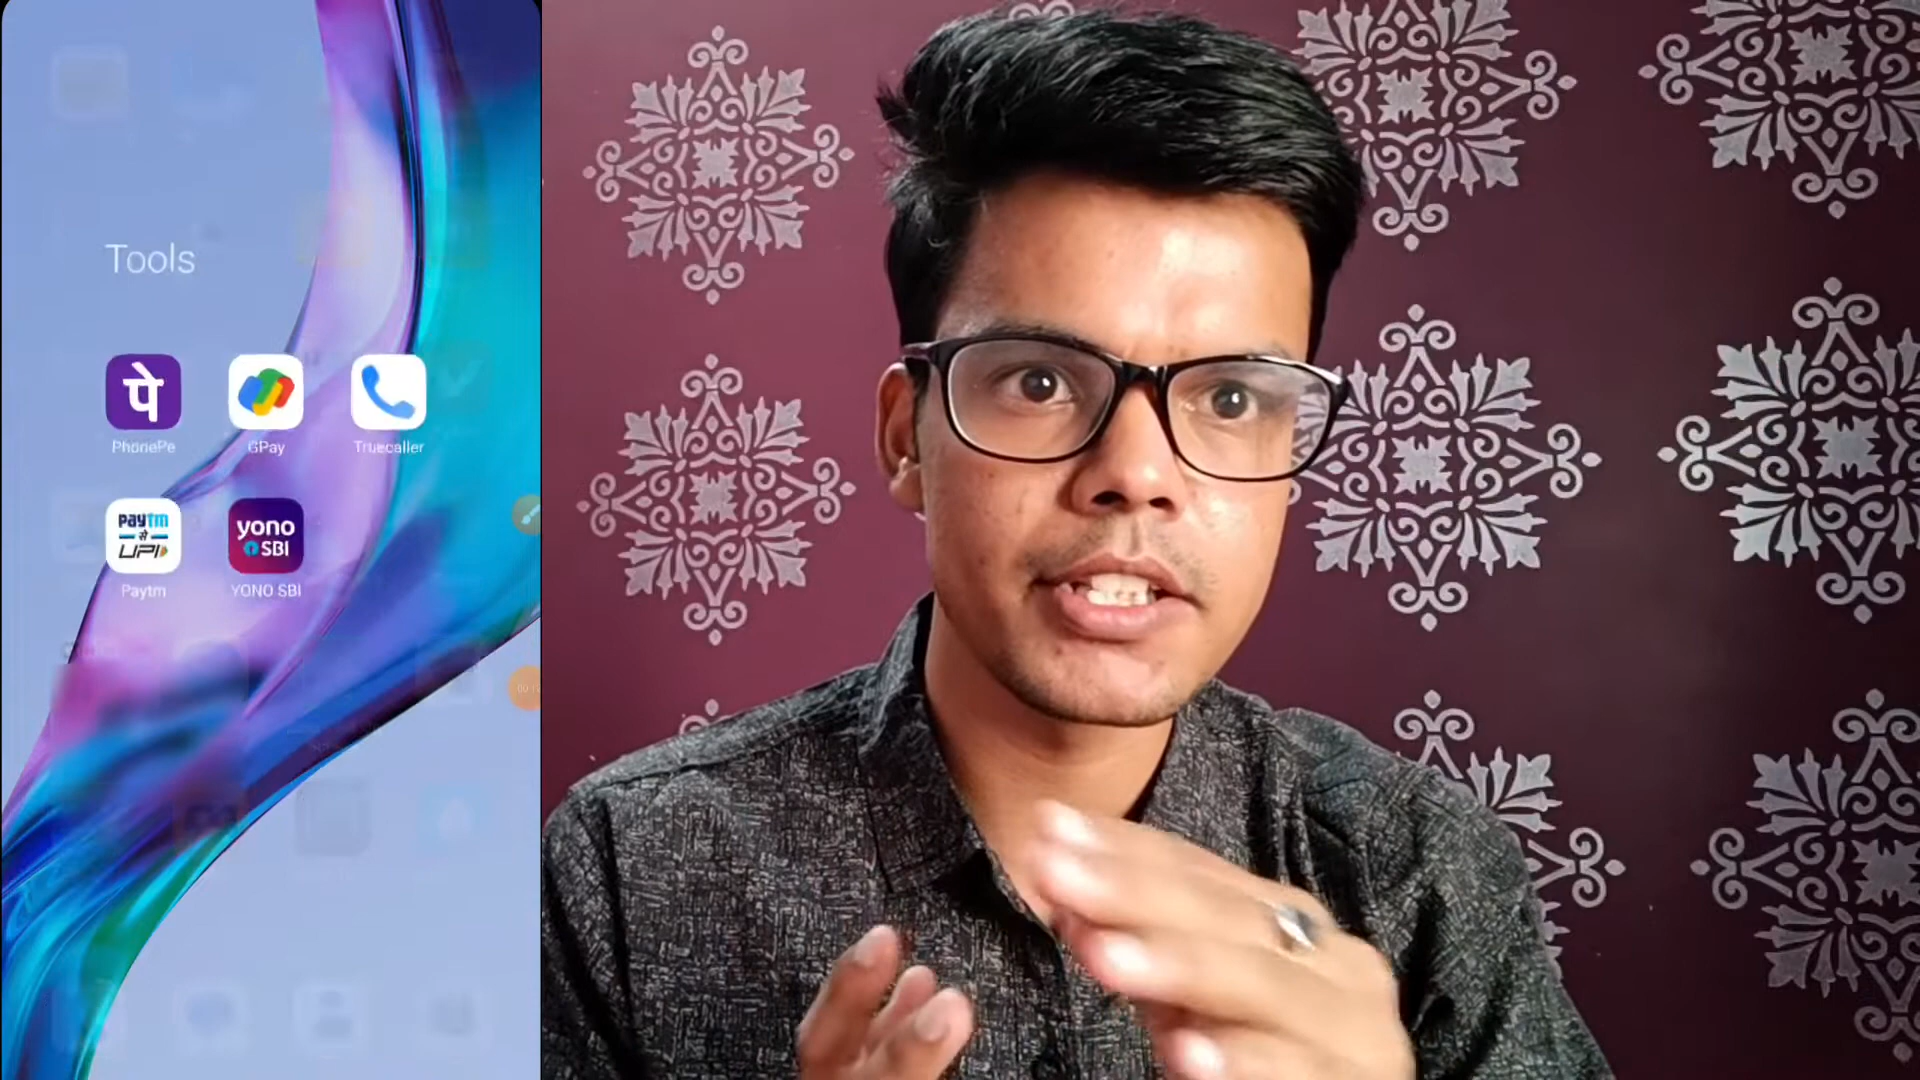 Tools
पे
PhonePe
GPay
Truecaller
paytm
से
UPI
Paytm
yono
SBI
YONO SBI